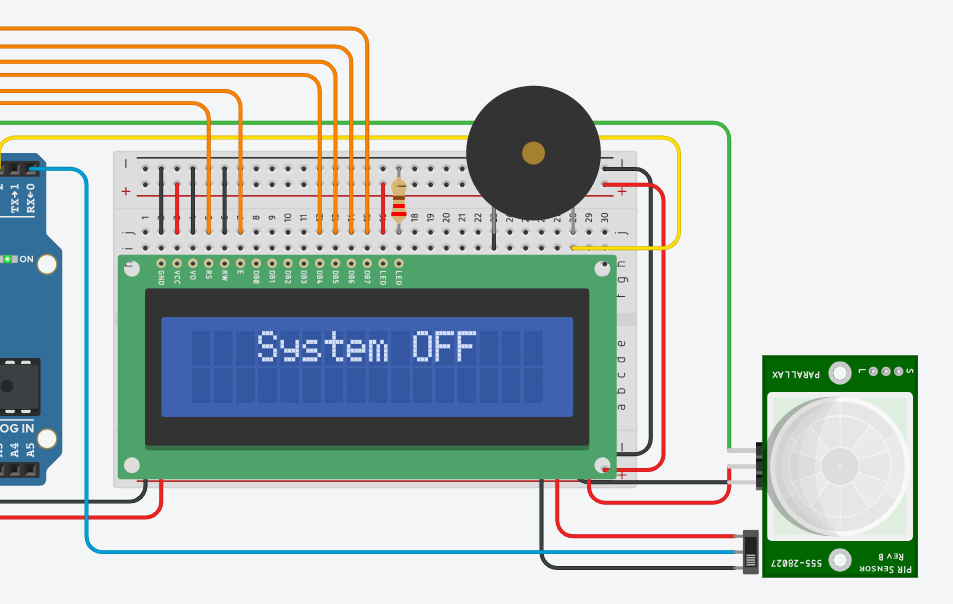 TX→1
RX←0
ON
OG IN
A4
A5
1 2 3 4 5 6 7 8 9 10 11 12 13 14 15 16 17 18 19 20 21 22 23 24 25 26 27 28 29 30
j j
i i
h
g
f
GND VCC VO RS RW E DB0 DB1 DB2 DB3 DB4 DB5 DB6 DB7 LED LED
System OFF
a b c d e
PARALLAX
L S
555-28027
REV B
PIR SENSOR